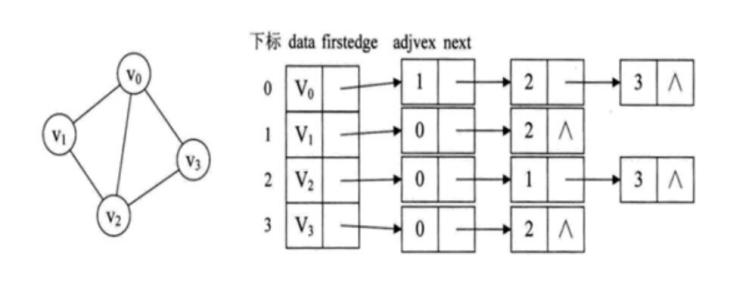 下标 data firstedge adjvex next
V₀
V₁
V₃
V₂
0 V₀ 1 2 3 ∧
1 V₁ 0 2 ∧
2 V₂ 0 1 3 ∧
3 V₃ 0 2 ∧